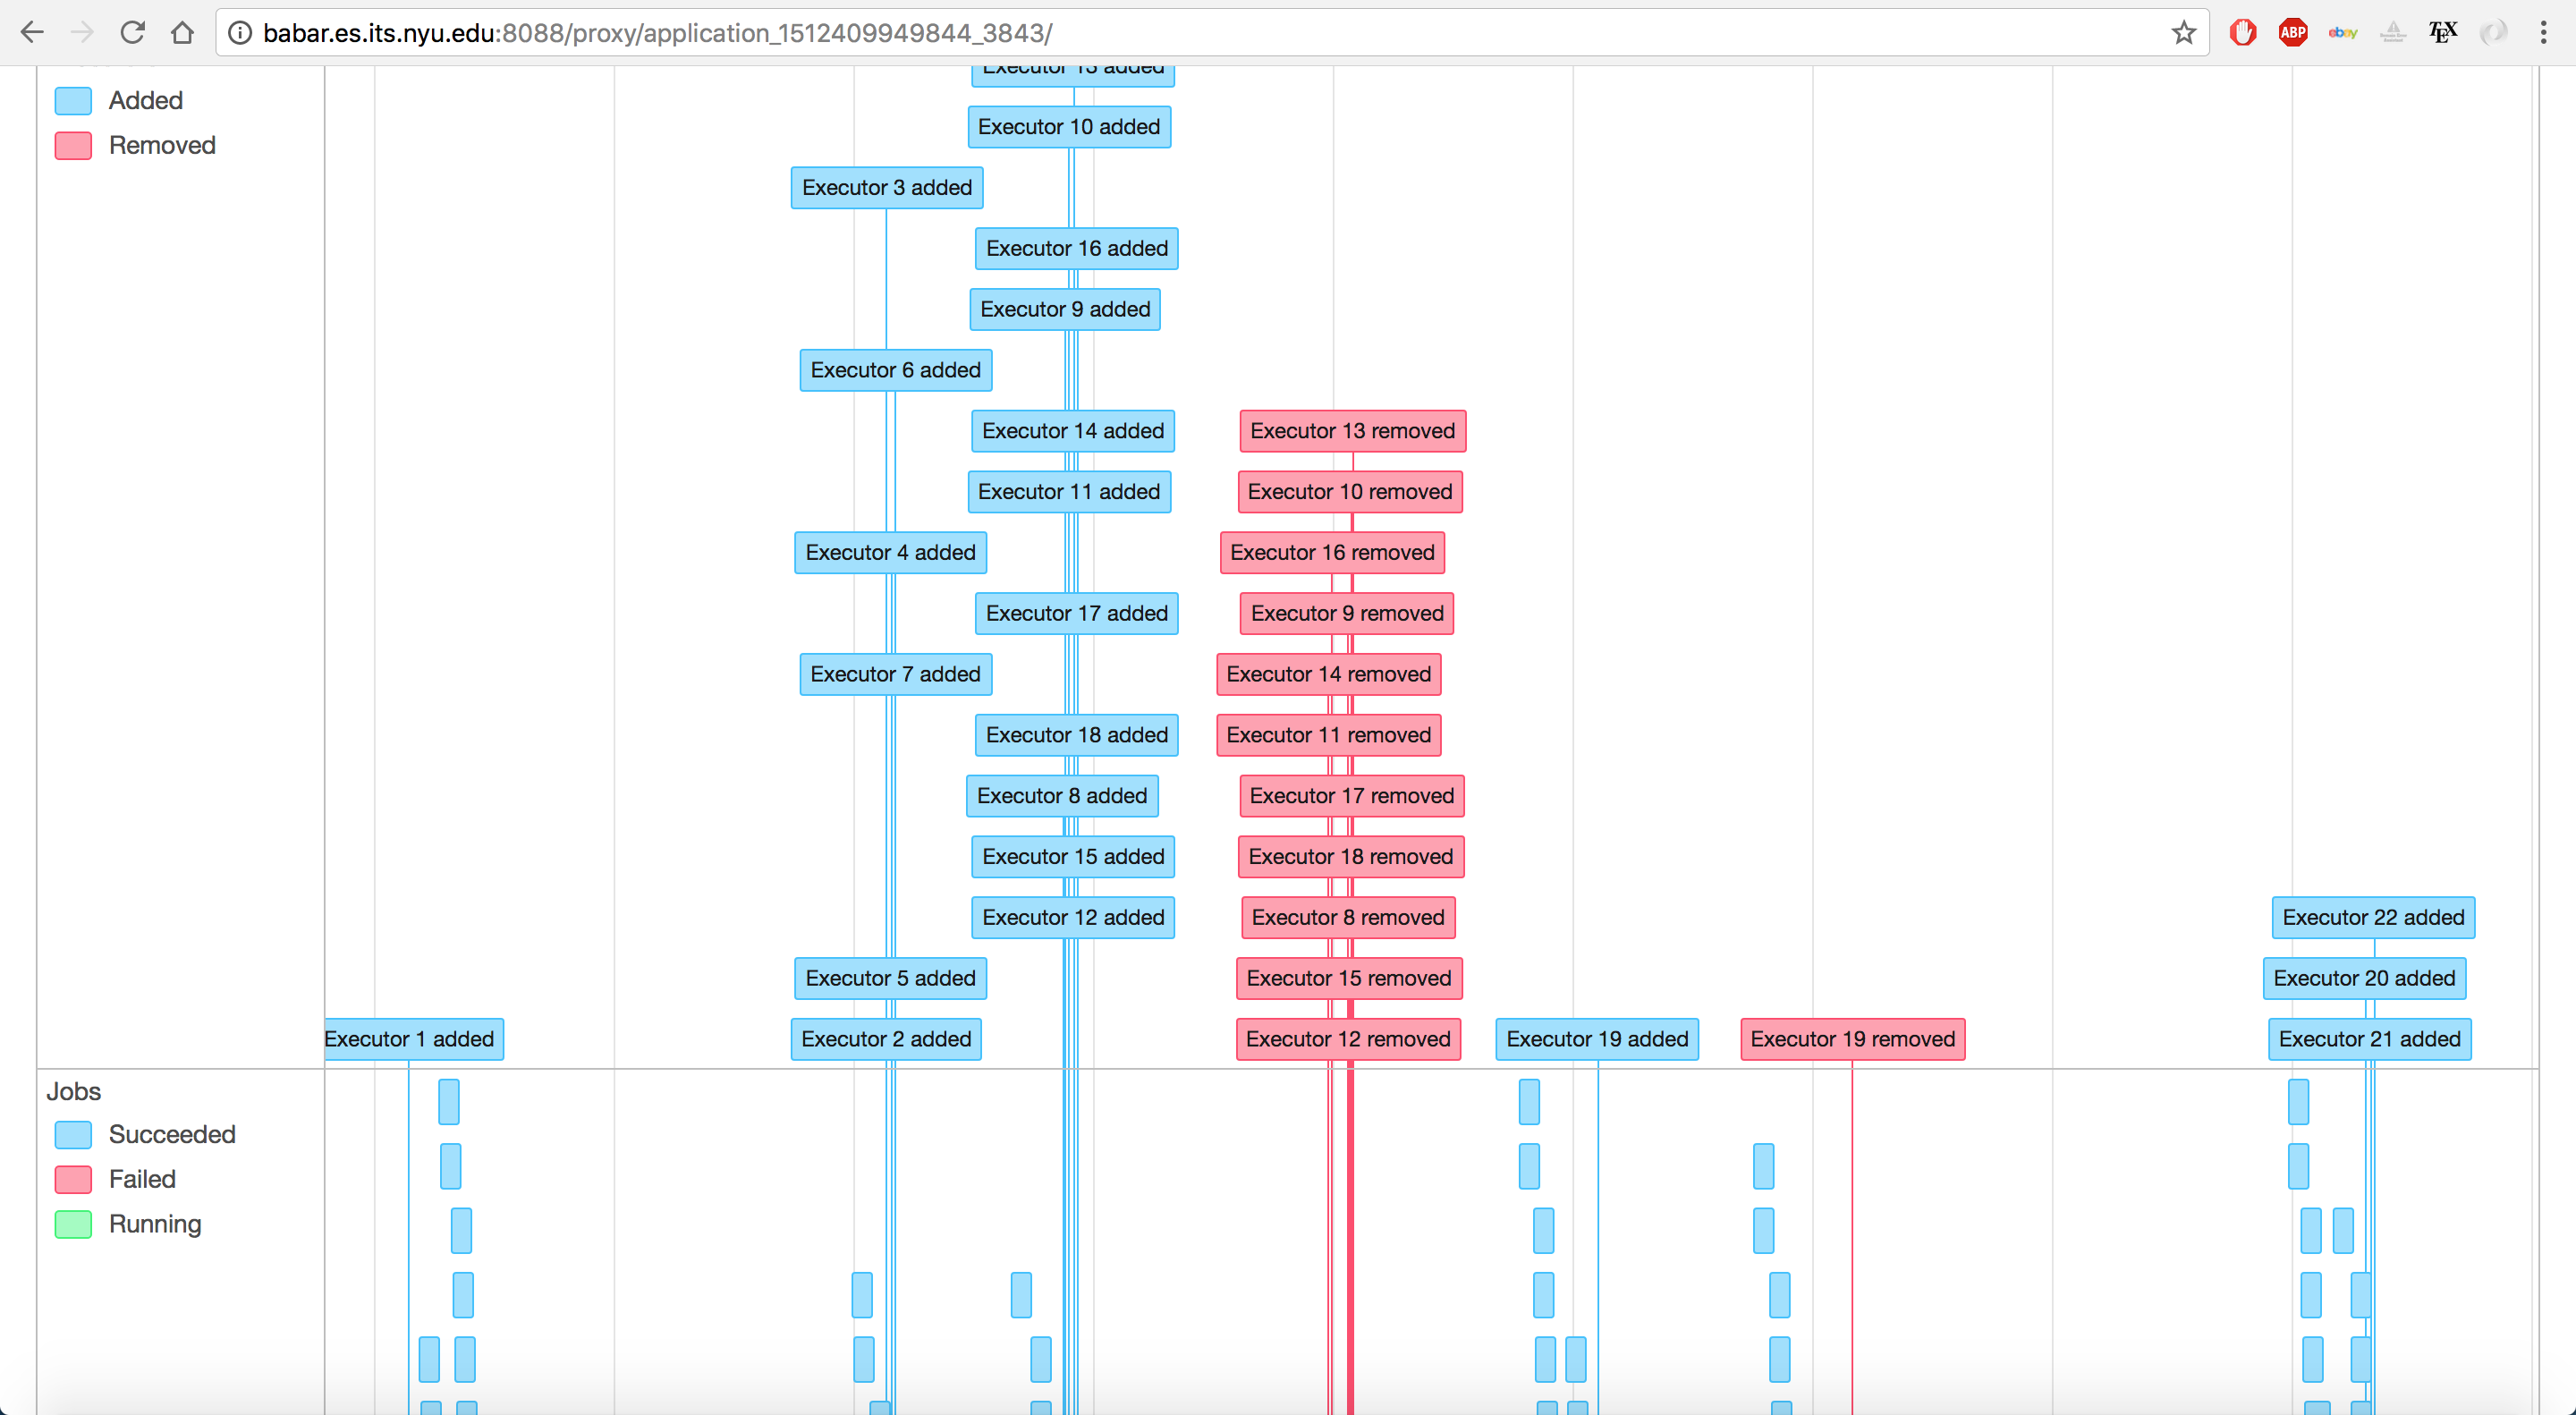 babar.es.its.nyu.edu:8088/proxy/application_1512409949844_3843/
ABP
ebay
TEX
Added
Removed
Executor 13 added
Executor 10 added
Executor 3 added
Executor 16 added
Executor 9 added
Executor 6 added
Executor 14 added
Executor 13 removed
Executor 11 added
Executor 10 removed
Executor 4 added
Executor 16 removed
Executor 17 added
Executor 9 removed
Executor 7 added
Executor 14 removed
Executor 18 added
Executor 11 removed
Executor 8 added
Executor 17 removed
Executor 15 added
Executor 18 removed
Executor 12 added
Executor 8 removed
Executor 22 added
Executor 5 added
Executor 15 removed
Executor 20 added
Executor 1 added
Executor 2 added
Executor 12 removed
Executor 19 added
Executor 19 removed
Executor 21 added
Jobs
Succeeded
Failed
Running